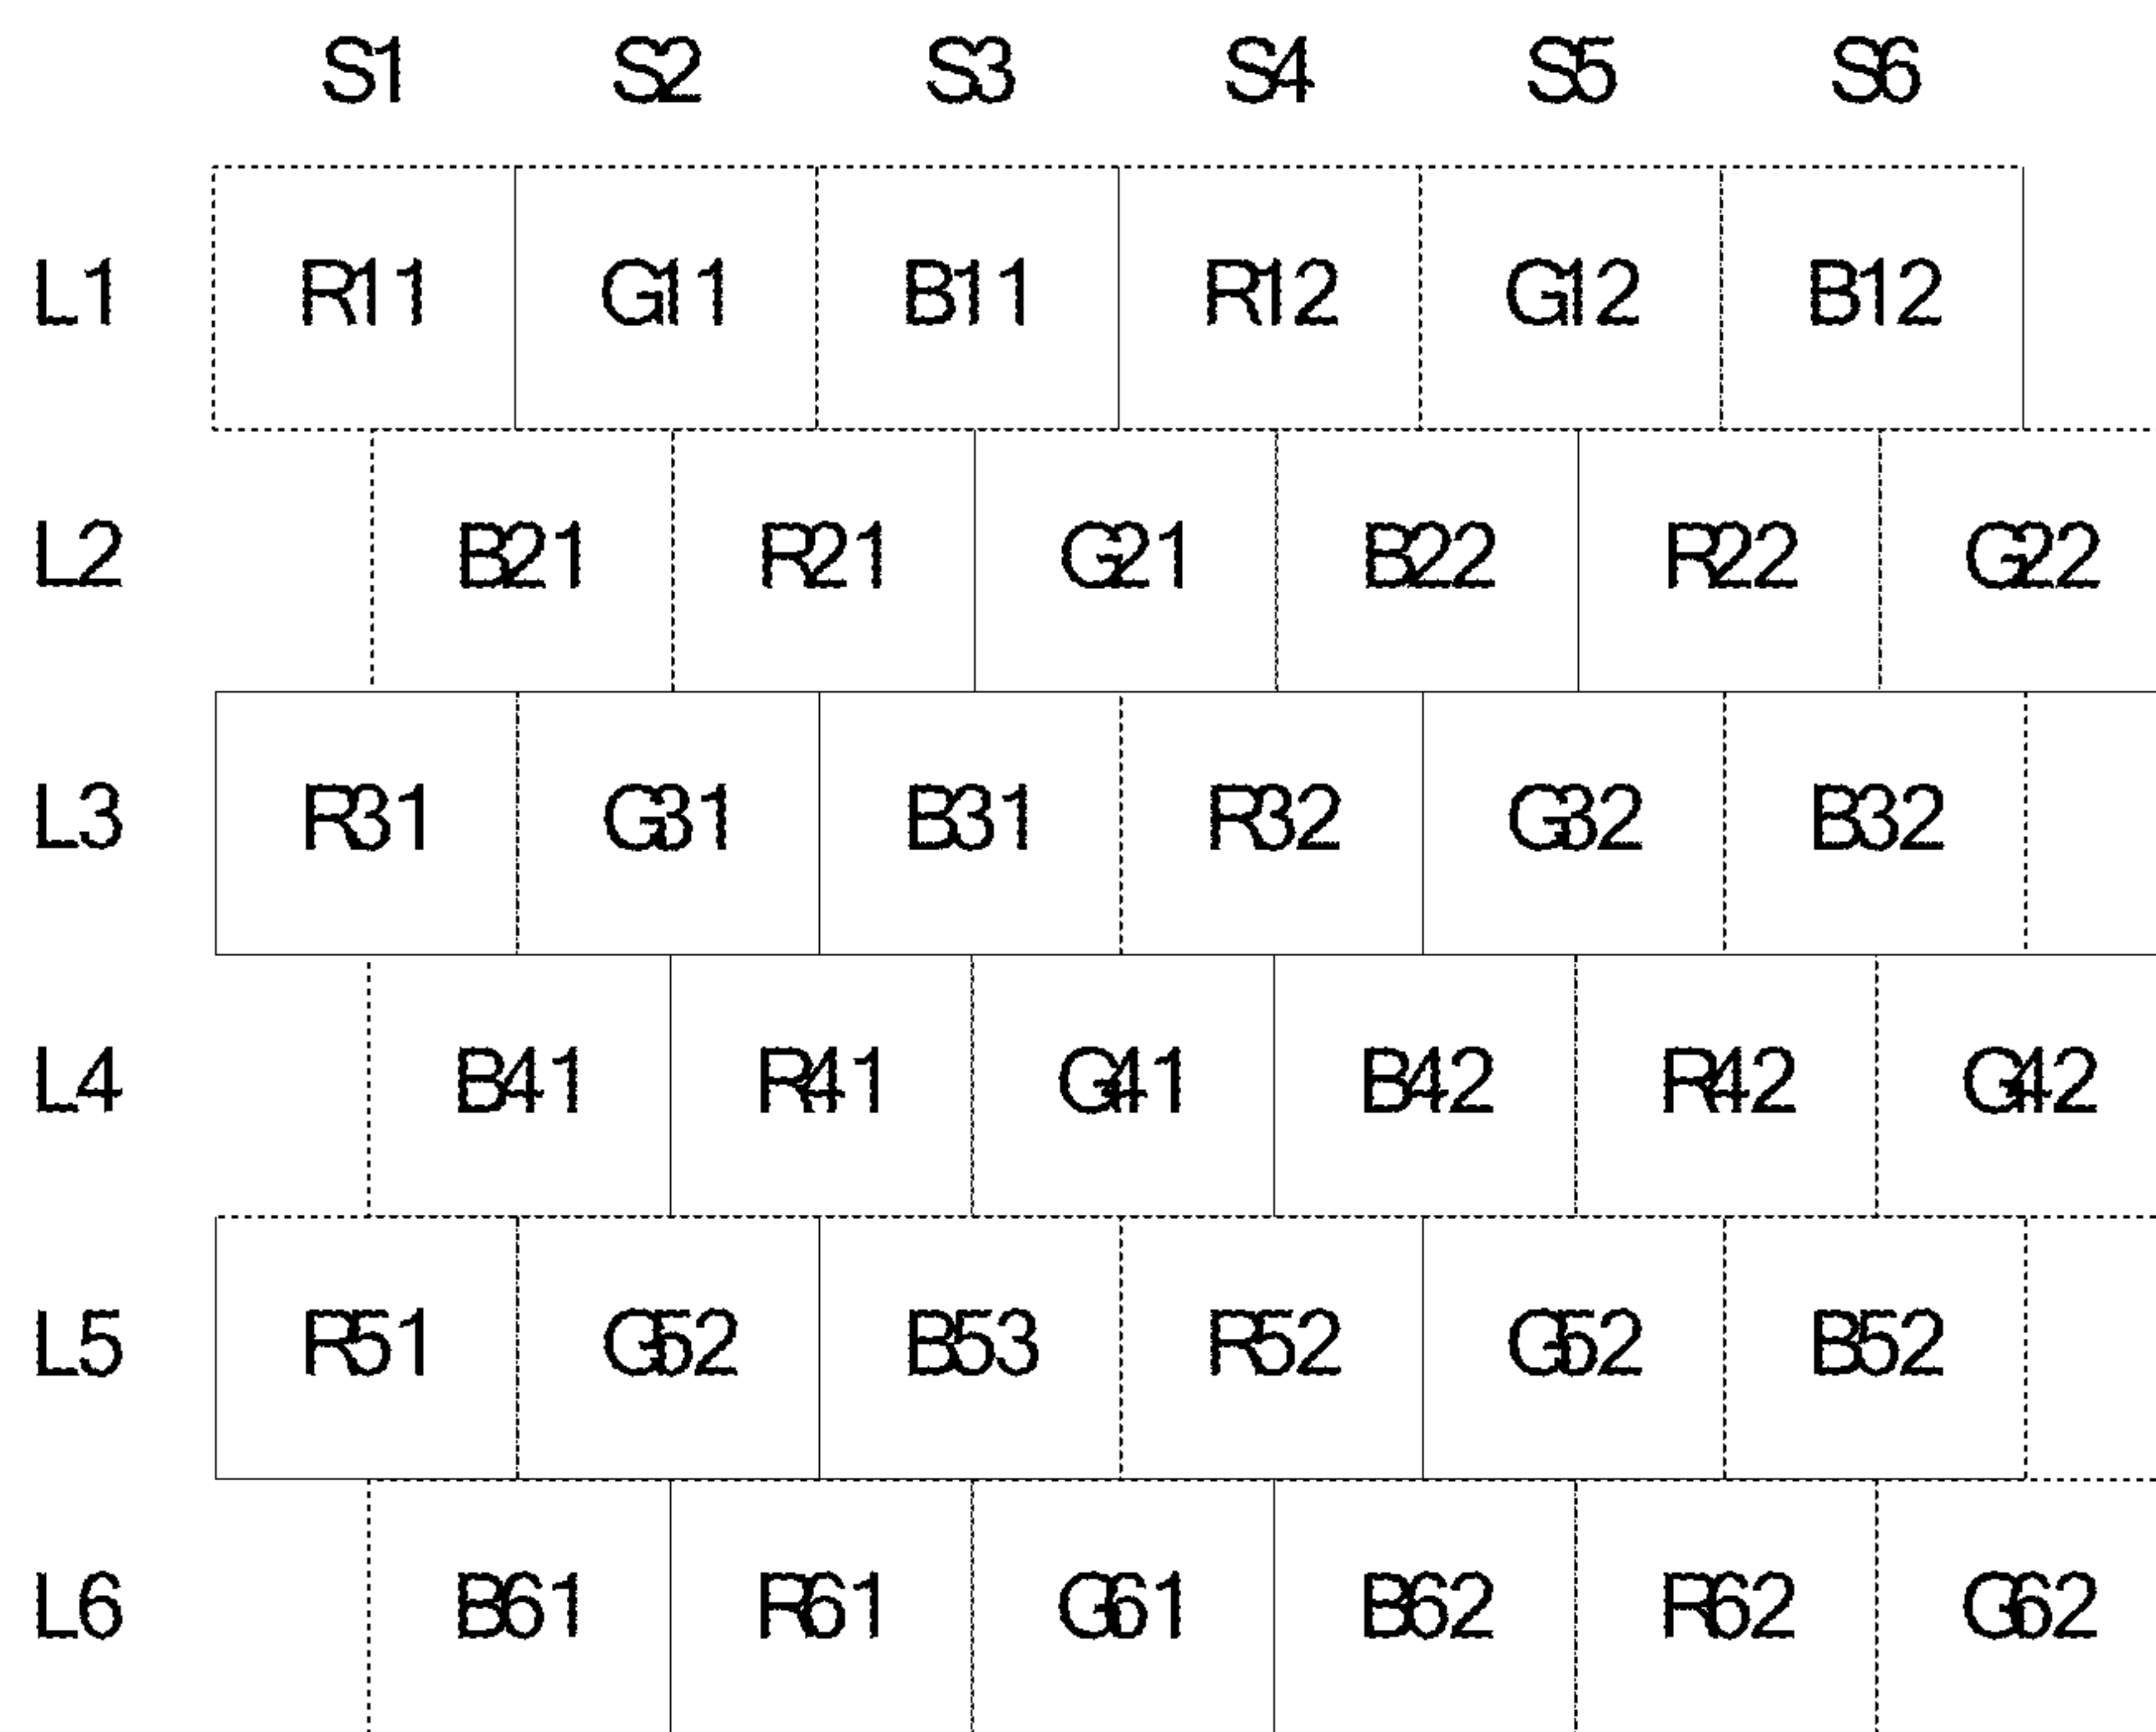 S1 S2 S3 S4 S5 S6
L1 R11 G11 B11 R12 G12 B12
L2 B21 R21 G21 B22 R22 G22
L3 R31 G31 B31 R32 G32 B32
L4 B41 R41 G41 B42 R42 G42
L5 R51 G52 B53 R52 G52 B52
L6 B61 R61 G61 B62 R62 G62